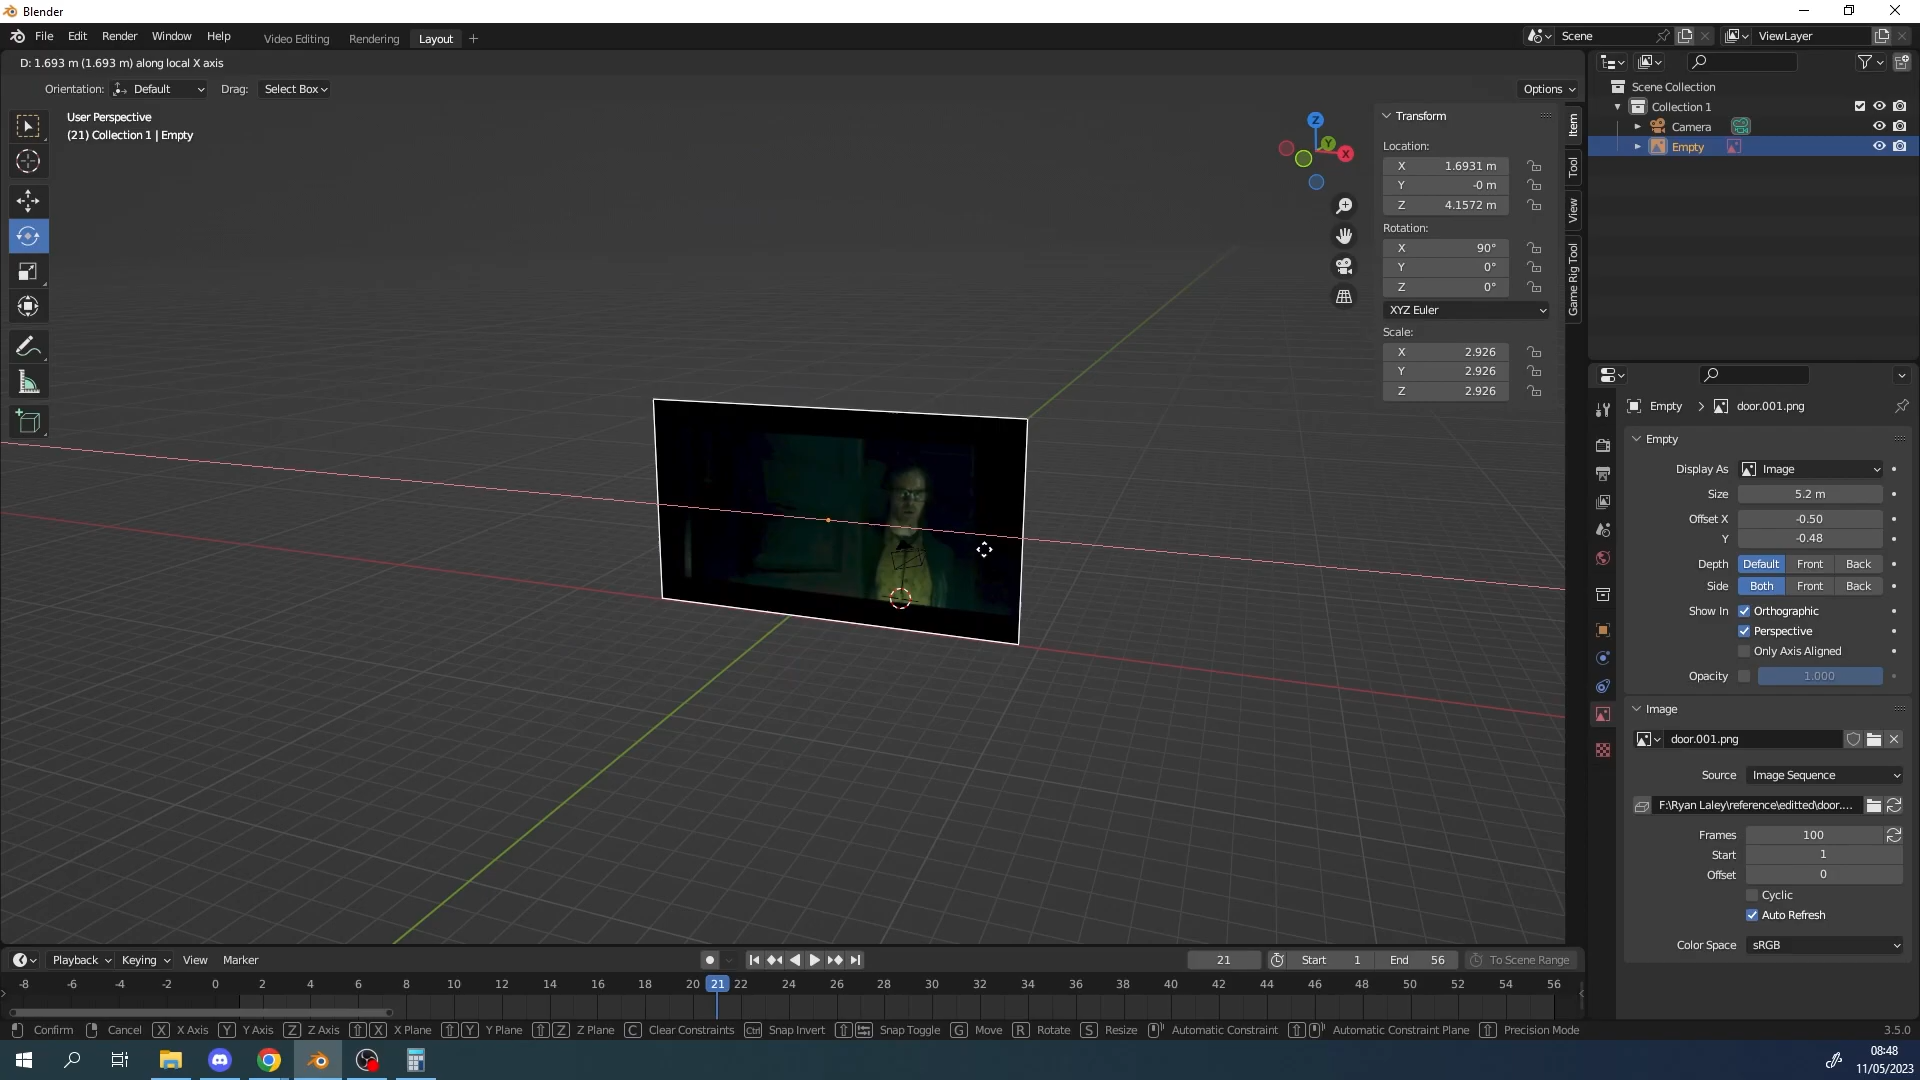 Blender
File Edit Render Window Help
Video Editing Rendering Layout
Scene
ViewLayer
D: 1.693 m (1.693 m) along local X axis
Orientation: Default Drag: Select Box
Options
User Perspective
(21) Collection 1 | Empty
Z
Y
X
Transform
Location:
X 1.6931 m
Y -0 m
Z 4.1572 m
Rotation:
X 90°
Y 0°
Z 0°
XYZ Euler
Scale:
X 2.926
Y 2.926
Z 2.926
Item
Tool
View
Game Rig Tool
Scene Collection
Collection 1
Camera
Empty
Empty door.001.png
Empty
Display As Image
Size 5.2 m
Offset X -0.50
Y -0.48
Depth Default Front Back
Side Both Front Back
Show In Orthographic
Perspective
Only Axis Aligned
Opacity 1.000
Image
door.001.png
Source Image Sequence
F:\Ryan Laley\reference\editted\door....
Frames 100
Start 1
Offset 0
Cyclic
Auto Refresh
Color Space sRGB
Playback Keying View Marker
21 Start 1 End 56 To Scene Range
-8 -6 -4 -2 0 2 4 6 8 10 12 14 16 18 20 21 22 24 26 28 30 32 34 36 38 40 42 44 46 48 50 52 54 56
Confirm Cancel X X Axis Y Y Axis Z Z Axis X X Plane Y Y Plane Z Z Plane C Clear Constraints Ctrl Snap Invert Snap Toggle G Move R Rotate S Resize Automatic Constraint Automatic Constraint Plane Precision Mode 3.5.0
08:48
11/05/2023